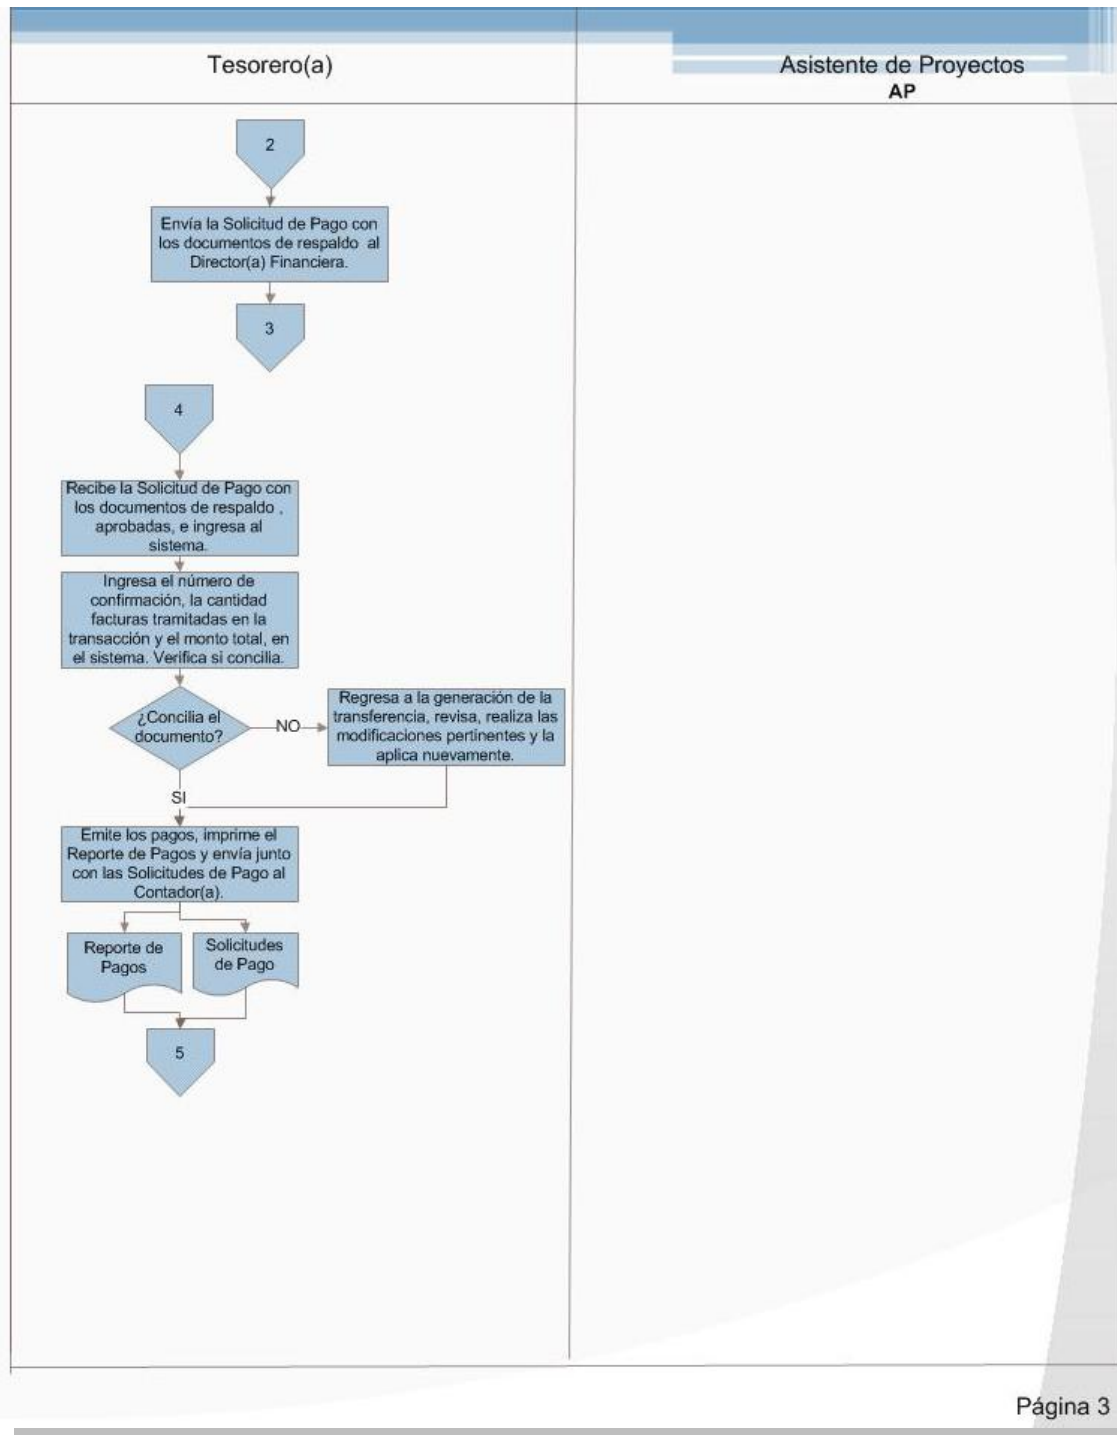 Tesorero(a)
Asistente de Proyectos
AP
2
Envía la Solicitud de Pago con
los documentos de respaldo al
Director(a) Financiera.
3
4
Recibe la Solicitud de Pago con
los documentos de respaldo ,
aprobadas, e ingresa al
sistema.
Ingresa el número de
confirmación, la cantidad
facturas tramitadas en la
transacción y el monto total, en
el sistema. Verifica si concilia.
¿Concilia el
documento?
NO
Regresa a la generación de la
transferencia, revisa, realiza las
modificaciones pertinentes y la
aplica nuevamente.
SI
Emite los pagos, imprime el
Reporte de Pagos y envía junto
con las Solicitudes de Pago al
Contador(a).
Reporte de
Pagos
Solicitudes
de Pago
5
Página 3